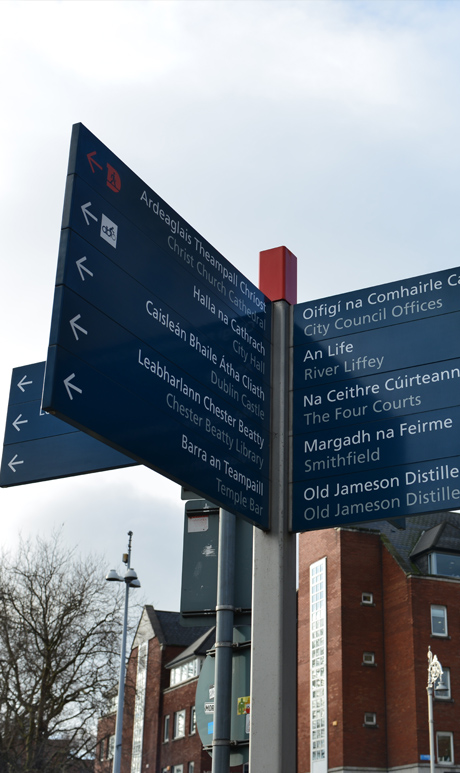 Ardeaglais Theampall Chríost
Christ Church Cathedral
Halla na Cathrach
City Hall
Caisleán Bhaile Átha Cliath
Dublin Castle
Leabharlann Chester Beatty
Chester Beatty Library
Barra an Teampaill
Temple Bar
Oifigí na Comhairle
City Council Offices
An Life
River Liffey
Na Ceithre Cúirteann
The Four Courts
Margadh na Feirme
Smithfield
Old Jameson Distille
Old Jameson Distille